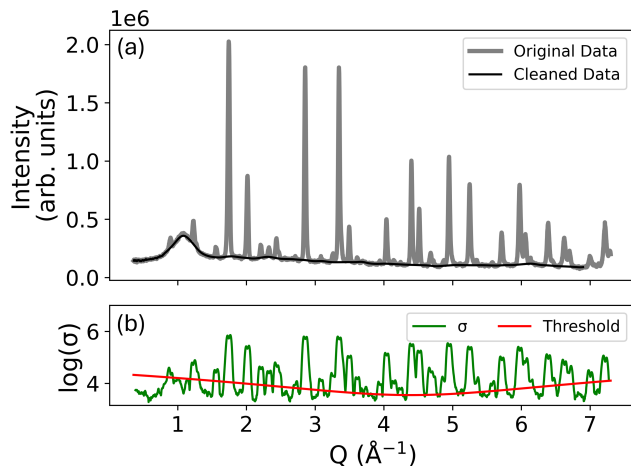 1e6
(a)
Original Data
Cleaned Data
2.0
1.5
1.0
0.5
0.0
Intensity
(arb. units)
(b)
σ
Threshold
6
4
log(σ)
1 2 3 4 5 6 7
Q (Å⁻¹)